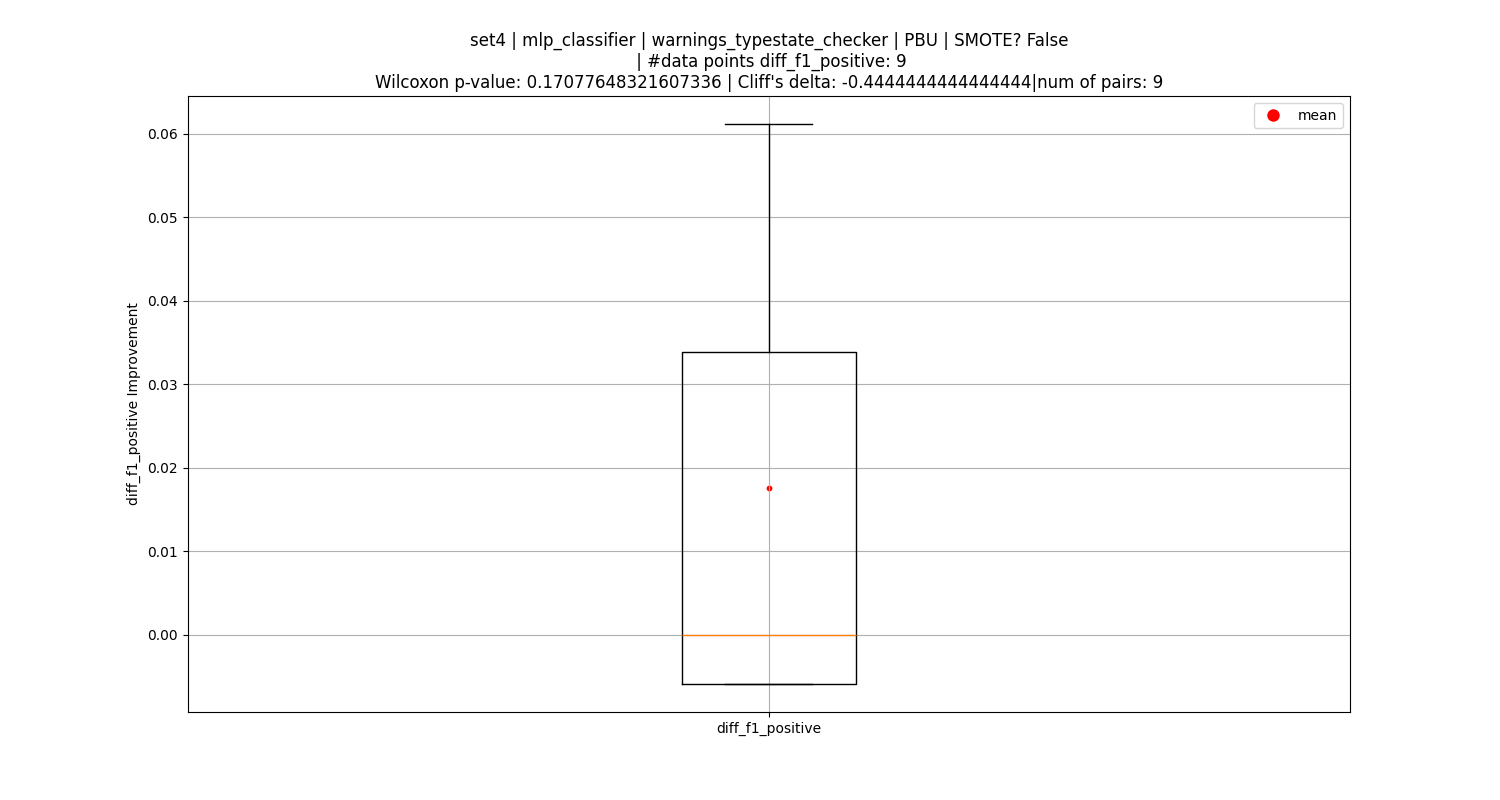 set4 | mlp_classifier | warnings_typestate_checker | PBU | SMOTE? False
| #data points diff_f1_positive: 9
Wilcoxon p-value: 0.17077648321607336 | Cliff's delta: -0.4444444444444444|num of pairs: 9
mean
0.06
0.05
0.04
0.03
0.02
0.01
0.00
diff_f1_positive Improvement
diff_f1_positive